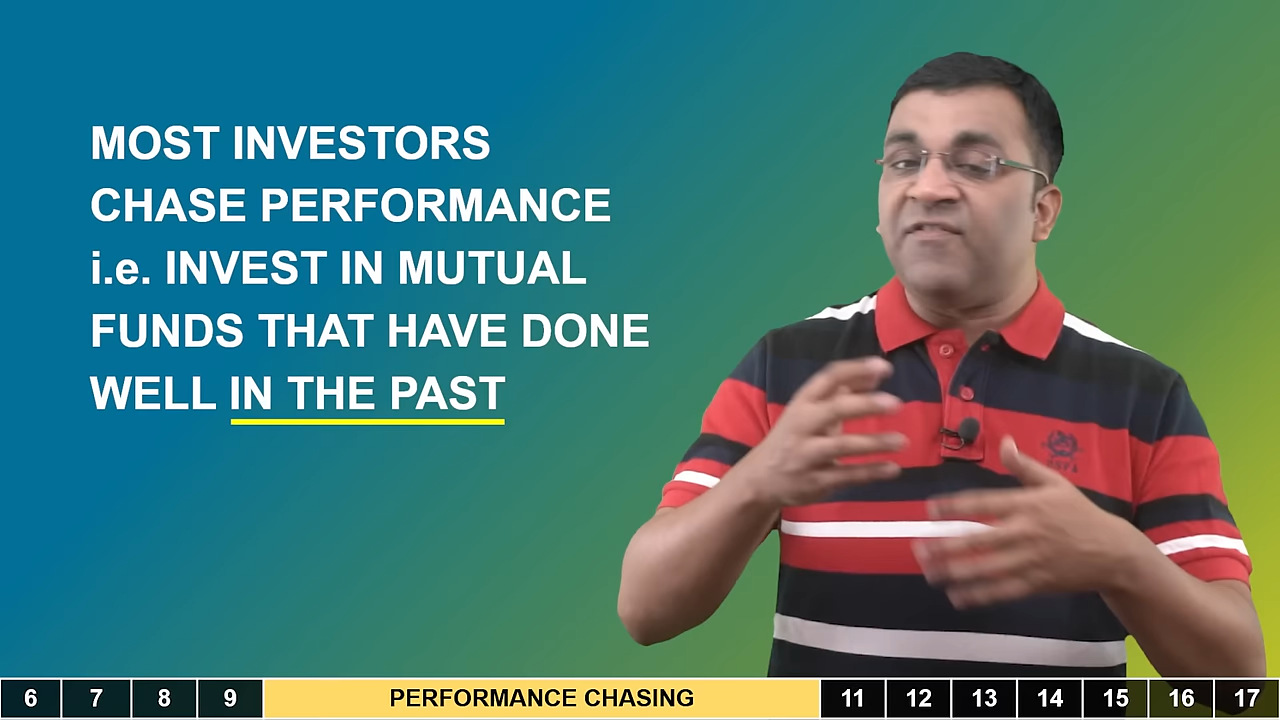 MOST INVESTORS
CHASE PERFORMANCE
i.e. INVEST IN MUTUAL
FUNDS THAT HAVE DONE
WELL IN THE PAST
6 7 8 9 PERFORMANCE CHASING 11 12 13 14 15 16 17